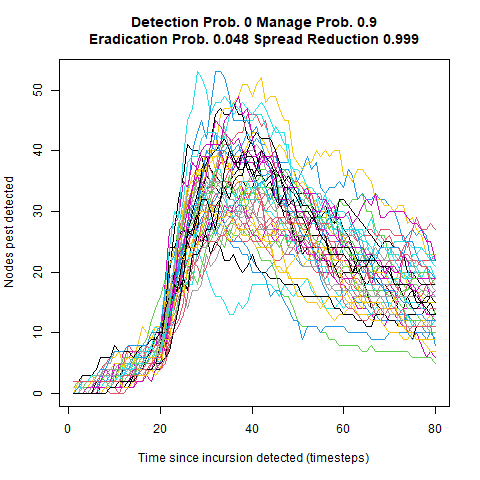 Detection Prob. 0 Manage Prob. 0.9
Eradication Prob. 0.048 Spread Reduction 0.999
Nodes pest detected
50
40
30
20
10
0
0 20 40 60 80
Time since incursion detected (timesteps)